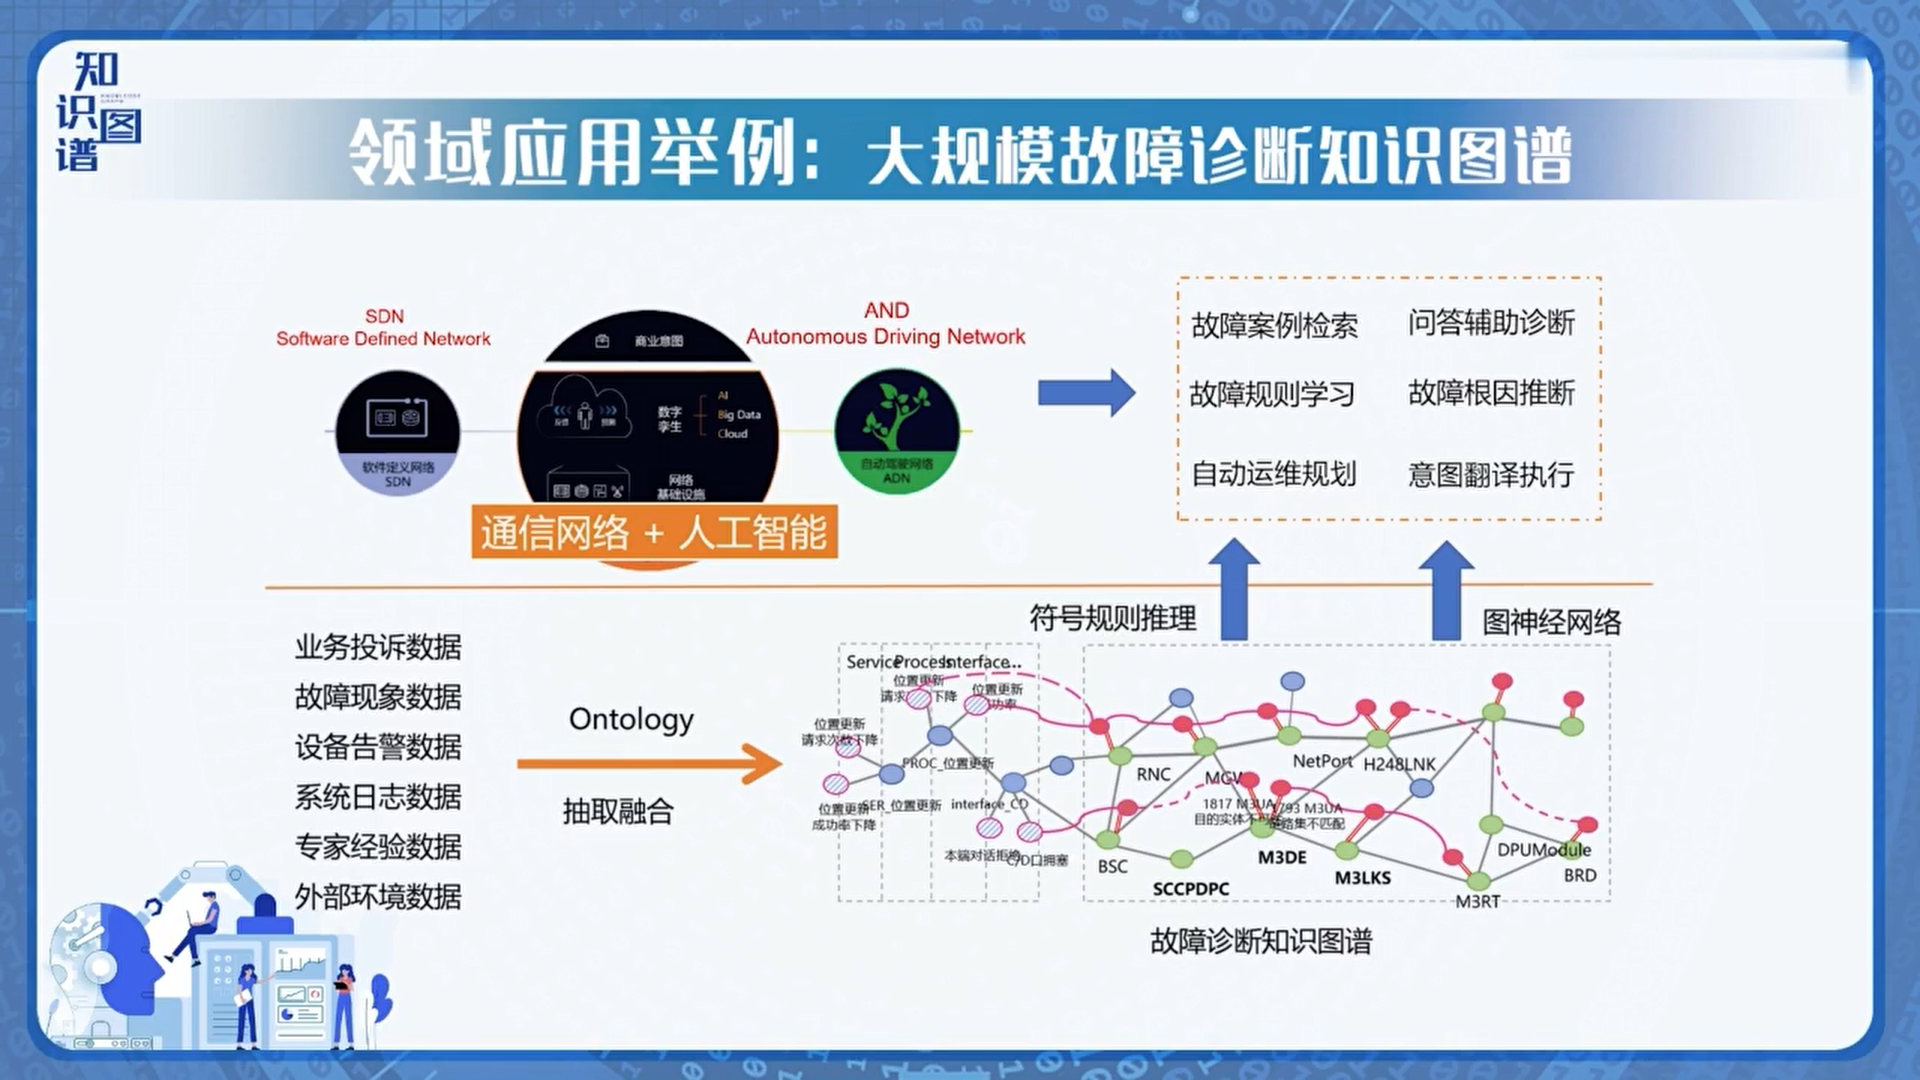 知识图谱
KNOWLEDGE GRAPH
领域应用举例：大规模故障诊断知识图谱
SDN
Software Defined Network
AND
Autonomous Driving Network
商业意图
数字
孪生
AI
Big Data
Cloud
网络
基础设施
软件定义网络
SDN
自动驾驶网络
ADN
通信网络 + 人工智能
故障案例检索
问答辅助诊断
故障规则学习
故障根因推断
自动运维规划
意图翻译执行
符号规则推理
图神经网络
业务投诉数据
故障现象数据
设备告警数据
系统日志数据
专家经验数据
外部环境数据
Ontology
抽取融合
Service
Process
Interface...
位置更新
请求 下降
位置更新
功率
位置更新
请求次数下降
PROC_位置更新
位置更新
成功率下降
SER_位置更新
interface_CD
本端对话拒绝
C/D口拥塞
RNC
MGW
NetPort
H248LNK
1817 M3UA
目的实体不可
1793 M3UA
链路集不匹配
BSC
SCCPDPC
M3DE
M3LKS
M3RT
DPUModule
BRD
故障诊断知识图谱